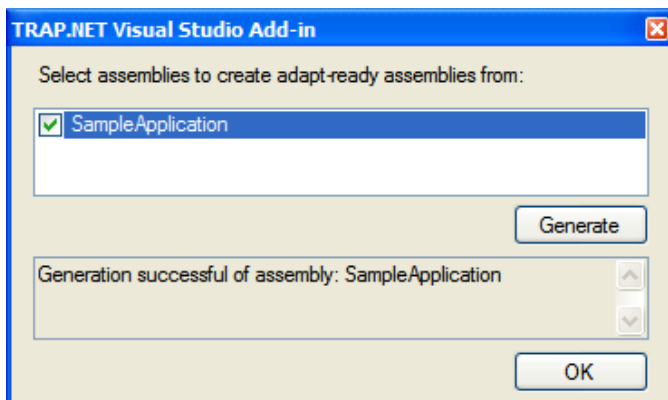 TRAP.NET Visual Studio Add-in
Select assemblies to create adapt-ready assemblies from:
SampleApplication
Generate
Generation successful of assembly: SampleApplication
OK